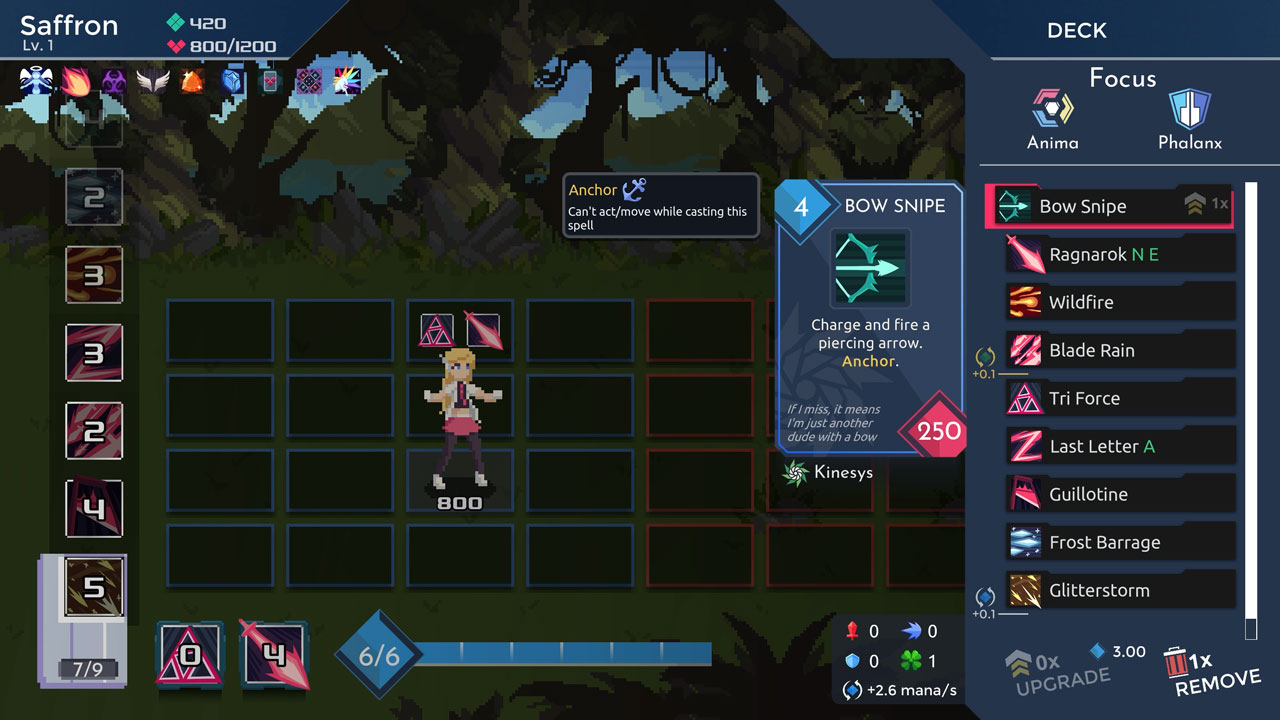 Saffron
Lv. 1
420
800/1200
2
3
3
2
4
5
7/9
0
4
6/6
800
Anchor
Can't act/move while casting this
spell
4
BOW SNIPE
Charge and fire a
piercing arrow.
Anchor.
If I miss, it means
I'm just another
dude with a bow
250
Kinesys
0
0
0
1
+2.6 mana/s
DECK
Focus
Anima
Phalanx
Bow Snipe
1x
Ragnarok N E
Wildfire
Blade Rain
+0.1
Tri Force
Last Letter A
Guillotine
Frost Barrage
Glitterstorm
+0.1
0x
UPGRADE
3.00
1x
REMOVE